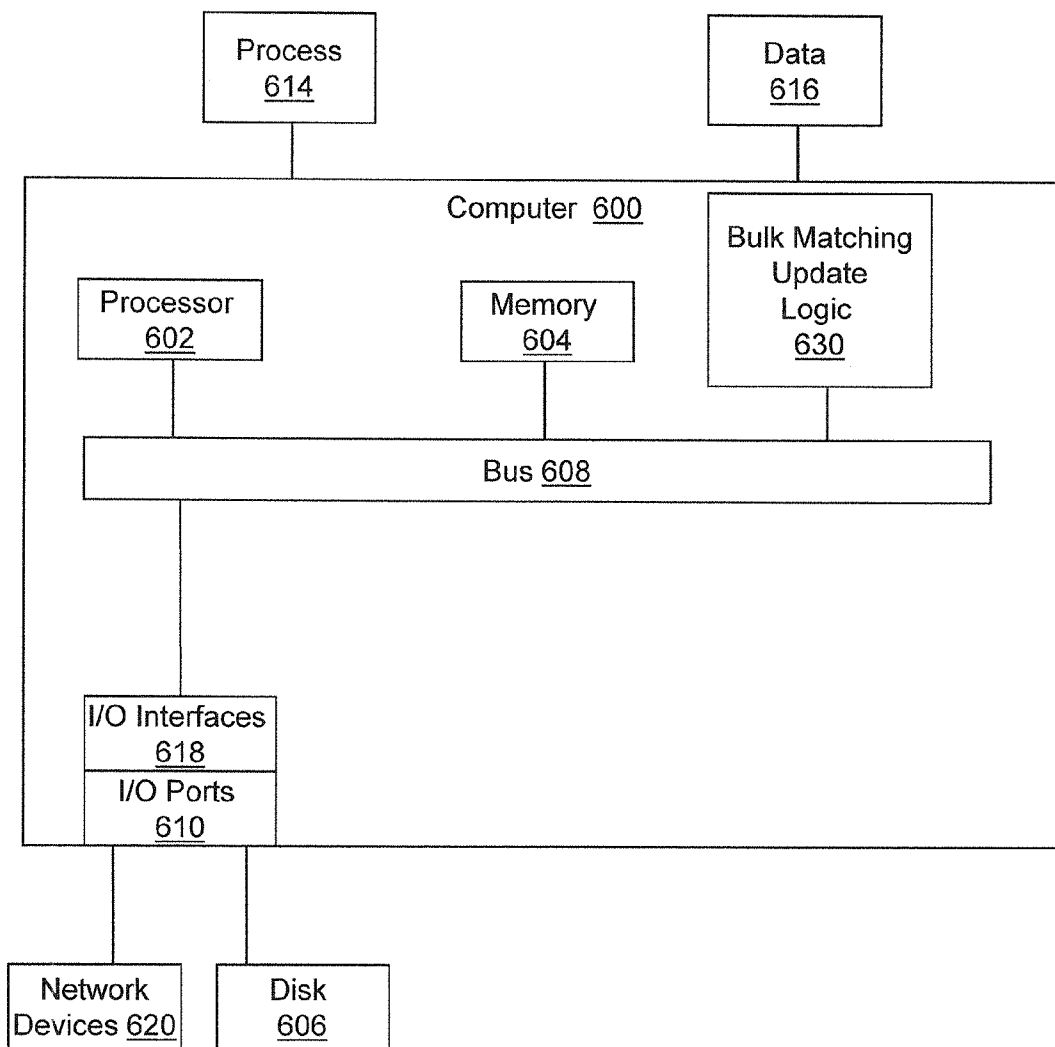 Process
614
Data
616
Computer 600
Bulk Matching
Update
Logic
630
Processor
602
Memory
604
Bus 608
I/O Interfaces
618
I/O Ports
610
Network
Devices 620
Disk
606